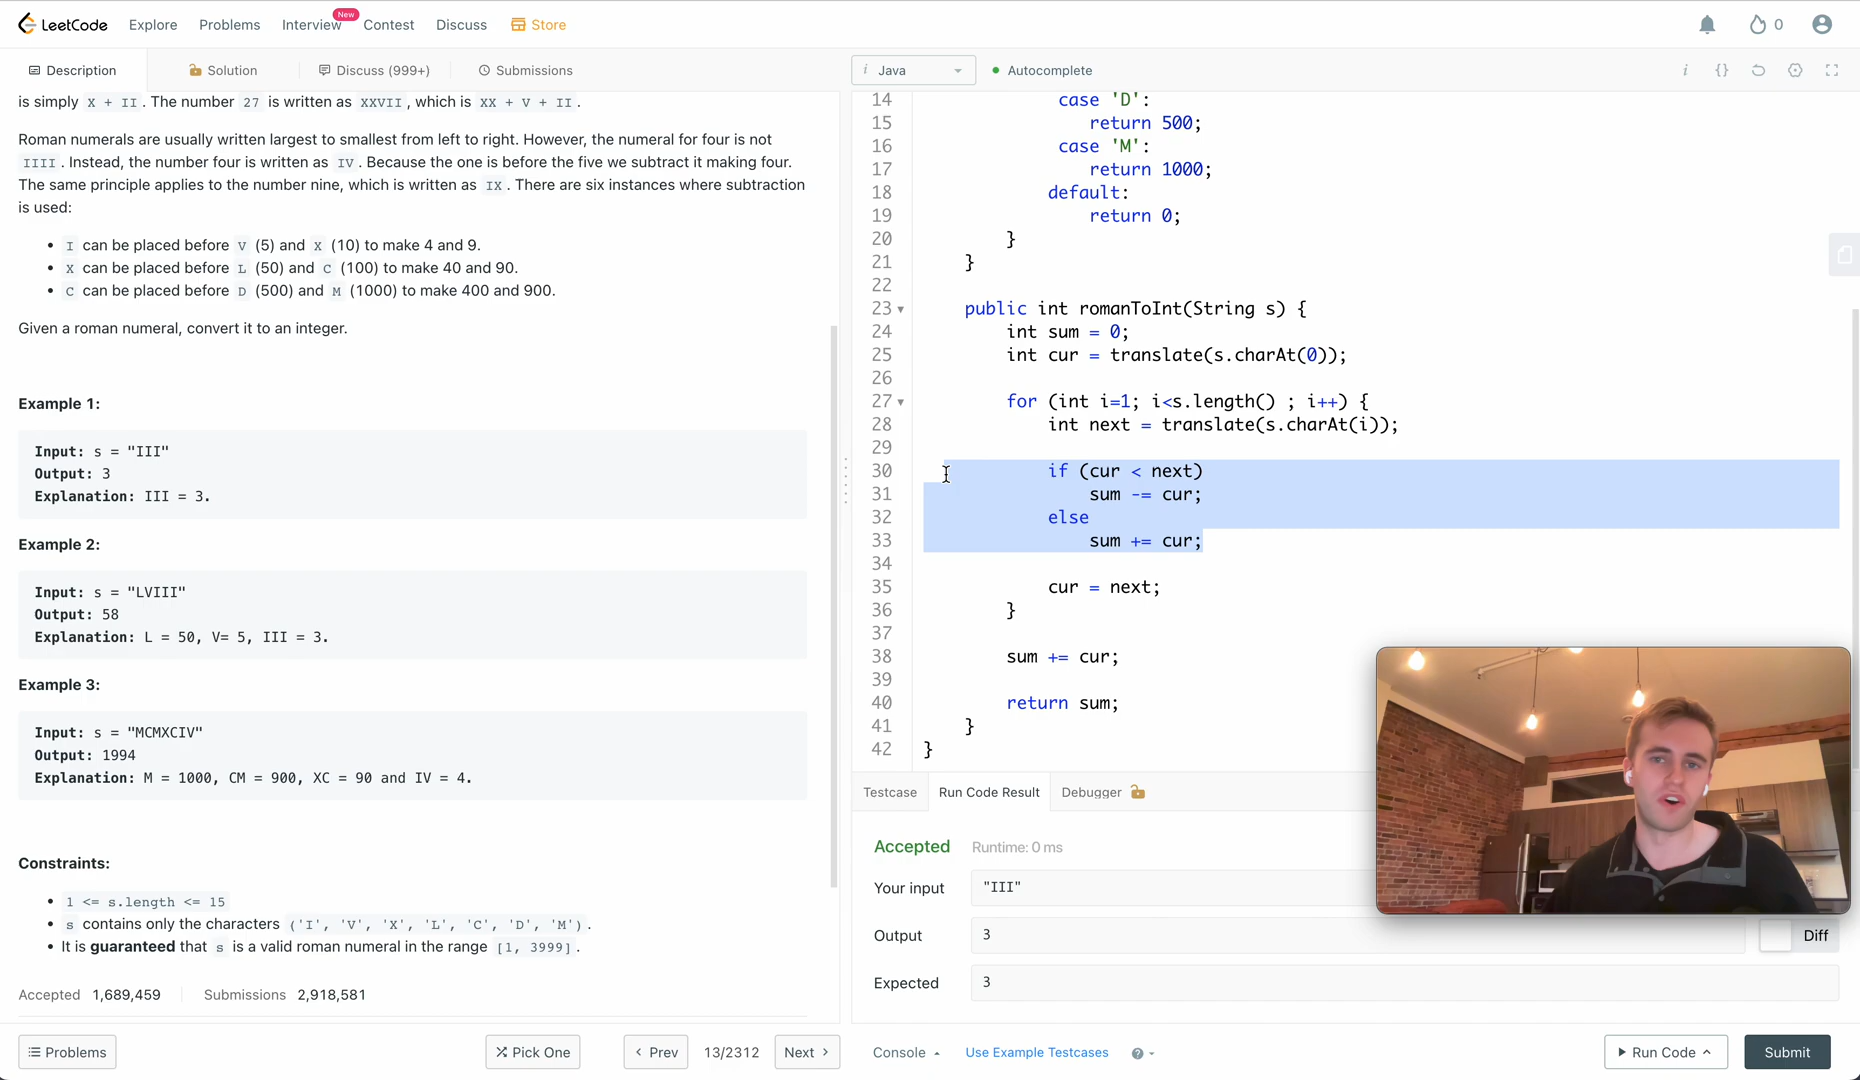 LeetCode Explore Problems Interview New Contest Discuss Store 0
Description Solution Discuss (999+) Submissions
is simply X + II . The number 27 is written as XXVII , which is XX + V + II .
Roman numerals are usually written largest to smallest from left to right. However, the numeral for four is not
IIII . Instead, the number four is written as IV . Because the one is before the five we subtract it making four.
The same principle applies to the number nine, which is written as IX . There are six instances where subtraction
is used:
• I can be placed before V (5) and X (10) to make 4 and 9.
• X can be placed before L (50) and C (100) to make 40 and 90.
• C can be placed before D (500) and M (1000) to make 400 and 900.
Given a roman numeral, convert it to an integer.
Example 1:
Input: s = "III"
Output: 3
Explanation: III = 3.
Example 2:
Input: s = "LVIII"
Output: 58
Explanation: L = 50, V= 5, III = 3.
Example 3:
Input: s = "MCMXCIV"
Output: 1994
Explanation: M = 1000, CM = 900, XC = 90 and IV = 4.
Constraints:
• 1 <= s.length <= 15
• s contains only the characters ('I', 'V', 'X', 'L', 'C', 'D', 'M') .
• It is guaranteed that s is a valid roman numeral in the range [1, 3999] .
Accepted 1,689,459 Submissions 2,918,581
Problems Pick One Prev 13/2312 Next
i Java Autocomplete i {}
14 case 'D':
15 return 500;
16 case 'M':
17 return 1000;
18 default:
19 return 0;
20 }
21 }
22
23 public int romanToInt(String s) {
24 int sum = 0;
25 int cur = translate(s.charAt(0));
26
27 for (int i=1; i<s.length() ; i++) {
28 int next = translate(s.charAt(i));
29
30 if (cur < next)
31 sum -= cur;
32 else
33 sum += cur;
34
35 cur = next;
36 }
37
38 sum += cur;
39
40 return sum;
41 }
42 }
Testcase Run Code Result Debugger
Accepted Runtime: 0 ms
Your input "III"
Output 3 Diff
Expected 3
Console Use Example Testcases ? Run Code Submit